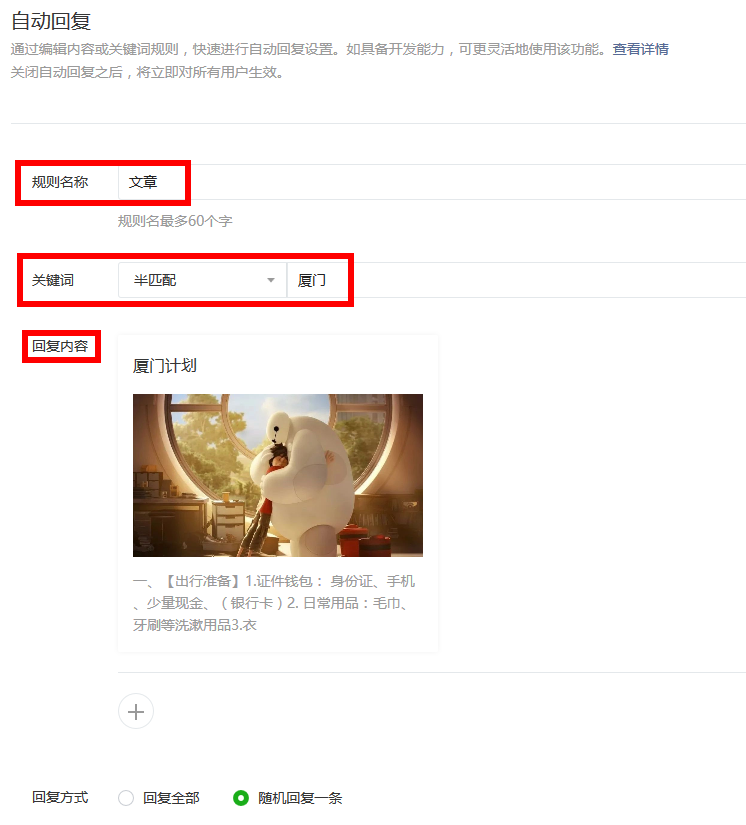 自动回复
通过编辑内容或关键词规则，快速进行自动回复设置。如具备开发能力，可更灵活地使用该功能。查看详情
关闭自动回复之后，将立即对所有用户生效。
规则名称 文章
规则名最多60个字
关键词 半匹配 厦门
回复内容
厦门计划
一、【出行准备】1.证件钱包： 身份证、手机
、少量现金、（银行卡）2. 日常用品：毛巾、
牙刷等洗漱用品3.衣
回复方式 回复全部 随机回复一条